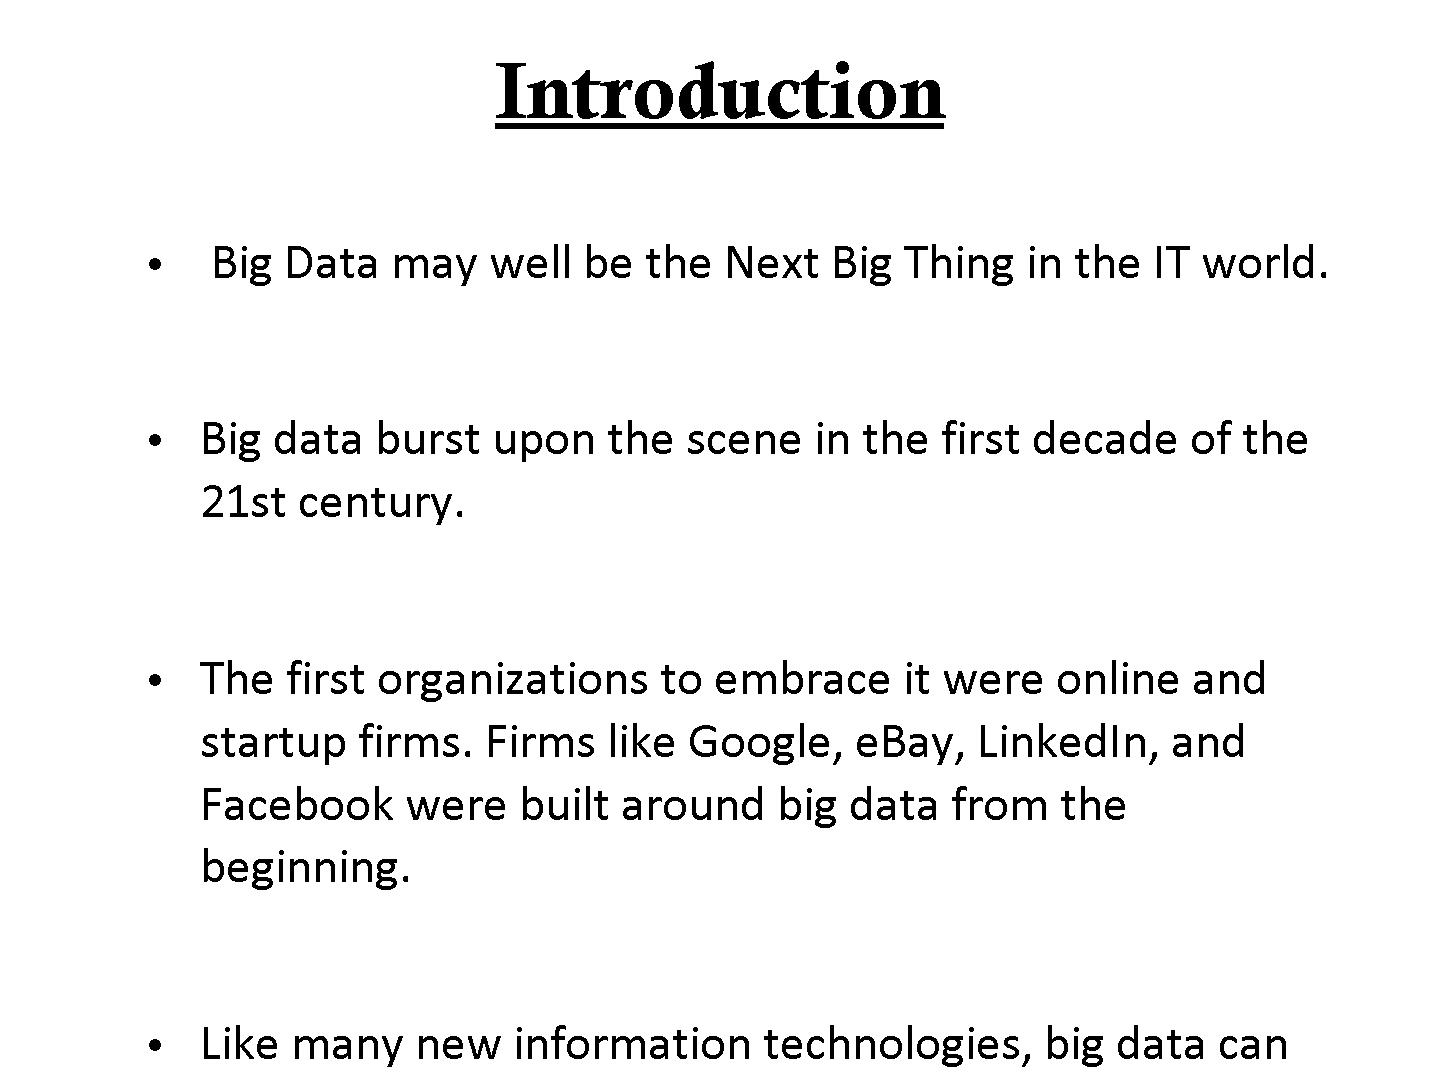 Introduction
• Big Data may well be the Next Big Thing in the IT world.
• Big data burst upon the scene in the first decade of the
21st century.
• The first organizations to embrace it were online and
startup firms. Firms like Google, eBay, LinkedIn, and
Facebook were built around big data from the
beginning.
• Like many new information technologies, big data can